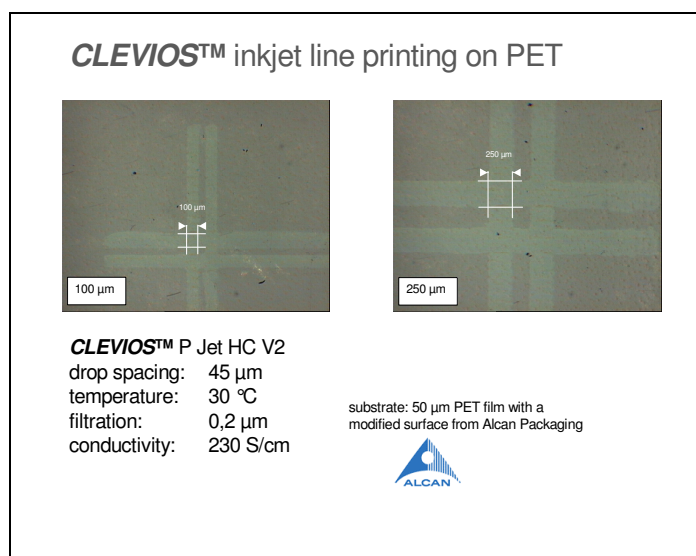 CLEVIOS™ inkjet line printing on PET
100 µm
100 µm
250 µm
250 µm
CLEVIOS™ P Jet HC V2
drop spacing: 45 µm
temperature: 30 °C
filtration: 0,2 µm
conductivity: 230 S/cm
substrate: 50 µm PET film with a
modified surface from Alcan Packaging
ALCAN